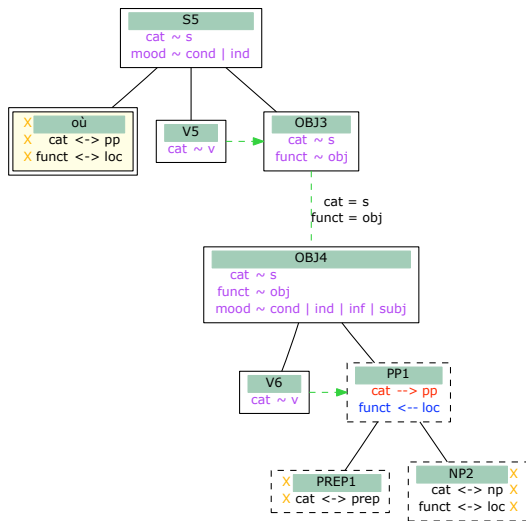 S5
cat ~ s
mood ~ cond | ind
X où
X cat <-> pp
X funct <-> loc
V5
cat ~ v
OBJ3
cat ~ s
funct ~ obj
cat = s
funct = obj
OBJ4
cat ~ s
funct ~ obj
mood ~ cond | ind | inf | subj
V6
cat ~ v
PP1
cat --> pp
funct <-- loc
X PREP1
X cat <-> prep
NP2 X
cat <-> np X
funct <-> loc X